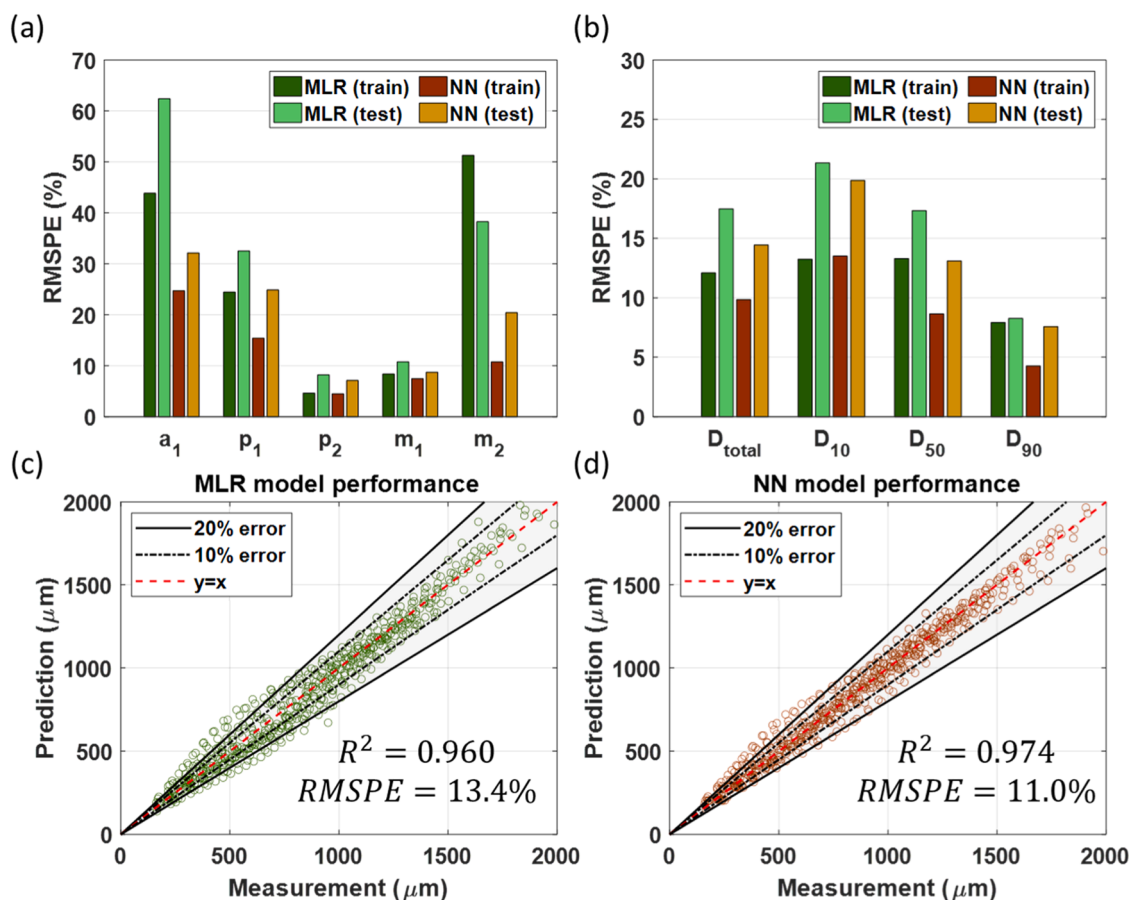 (a)
70
60
50
40
30
20
10
0
RMSPE (%)
MLR (train) NN (train)
MLR (test) NN (test)
a1 p1 p2 m1 m2
(b)
30
25
20
15
10
5
0
RMSPE (%)
MLR (train) NN (train)
MLR (test) NN (test)
Dtotal D10 D50 D90
(c)
MLR model performance
2000
1500
1000
500
0
Prediction (μm)
20% error
10% error
y=x
R² = 0.960
RMSPE = 13.4%
0 500 1000 1500 2000
Measurement (μm)
(d)
NN model performance
2000
1500
1000
500
0
Prediction (μm)
20% error
10% error
y=x
R² = 0.974
RMSPE = 11.0%
0 500 1000 1500 2000
Measurement (μm)